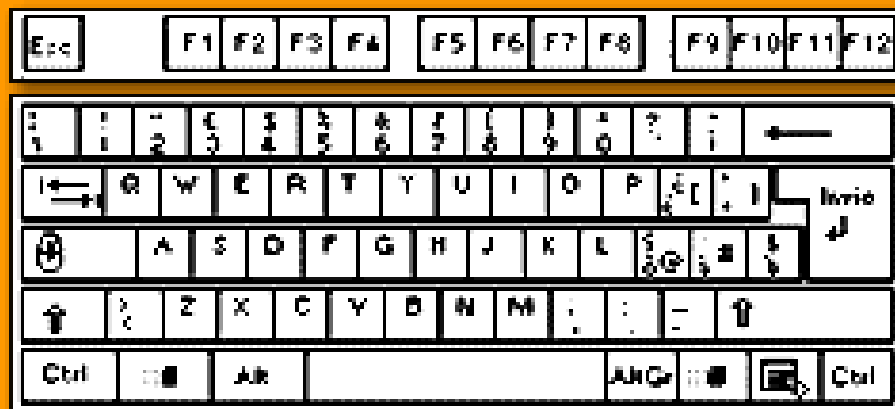 Esc F1 F2 F3 F4 F5 F6 F7 F8 F9 F10 F11 F12
1 2 3 4 5 6 7 8 9 0
Q W E R T Y U I O P [ ] Invio
A S D F G H J K L @ #
> < Z X C V B N M
Ctrl Alt AltGr Ctrl